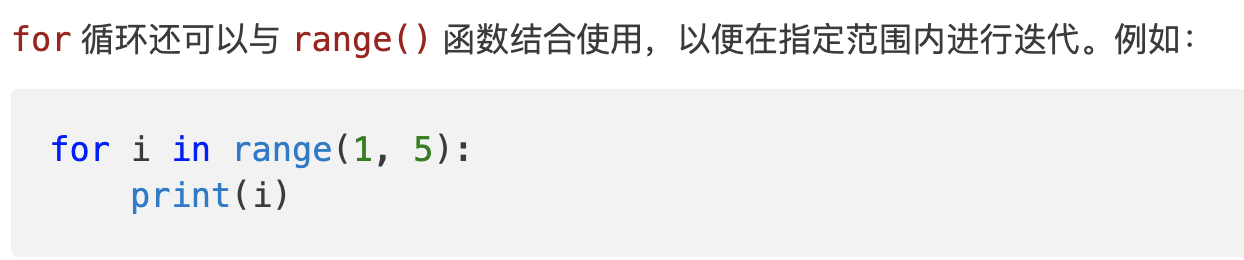 for 循环还可以与 range() 函数结合使用，以便在指定范围内进行迭代。例如：
for i in range(1, 5):
    print(i)